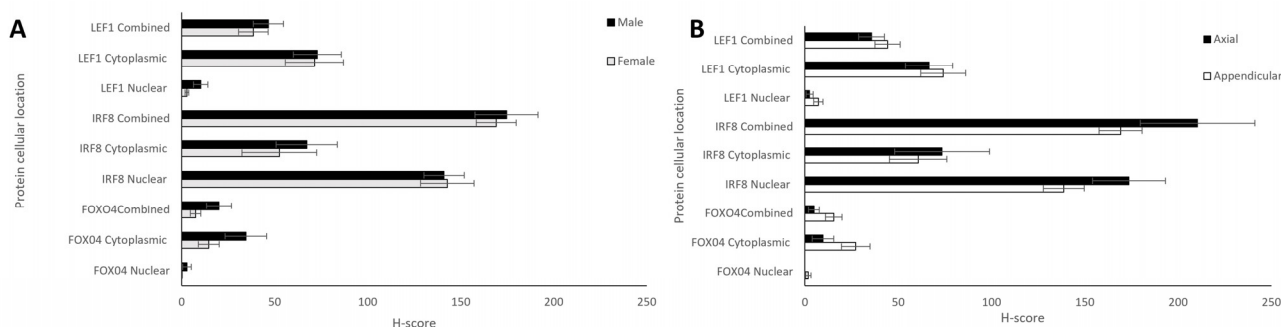 A
Protein cellular location
LEF1 Combined
LEF1 Cytoplasmic
LEF1 Nuclear
IRF8 Combined
IRF8 Cytoplasmic
IRF8 Nuclear
FOXO4Combined
FOX04 Cytoplasmic
FOX04 Nuclear
0 50 100 150 200 250
H-score
Male
Female
B
Protein cellular location
LEF1 Combined
LEF1 Cytoplasmic
LEF1 Nuclear
IRF8 Combined
IRF8 Cytoplasmic
IRF8 Nuclear
FOXO4Combined
FOX04 Cytoplasmic
FOX04 Nuclear
0 50 100 150 200 250
H-score
Axial
Appendicular